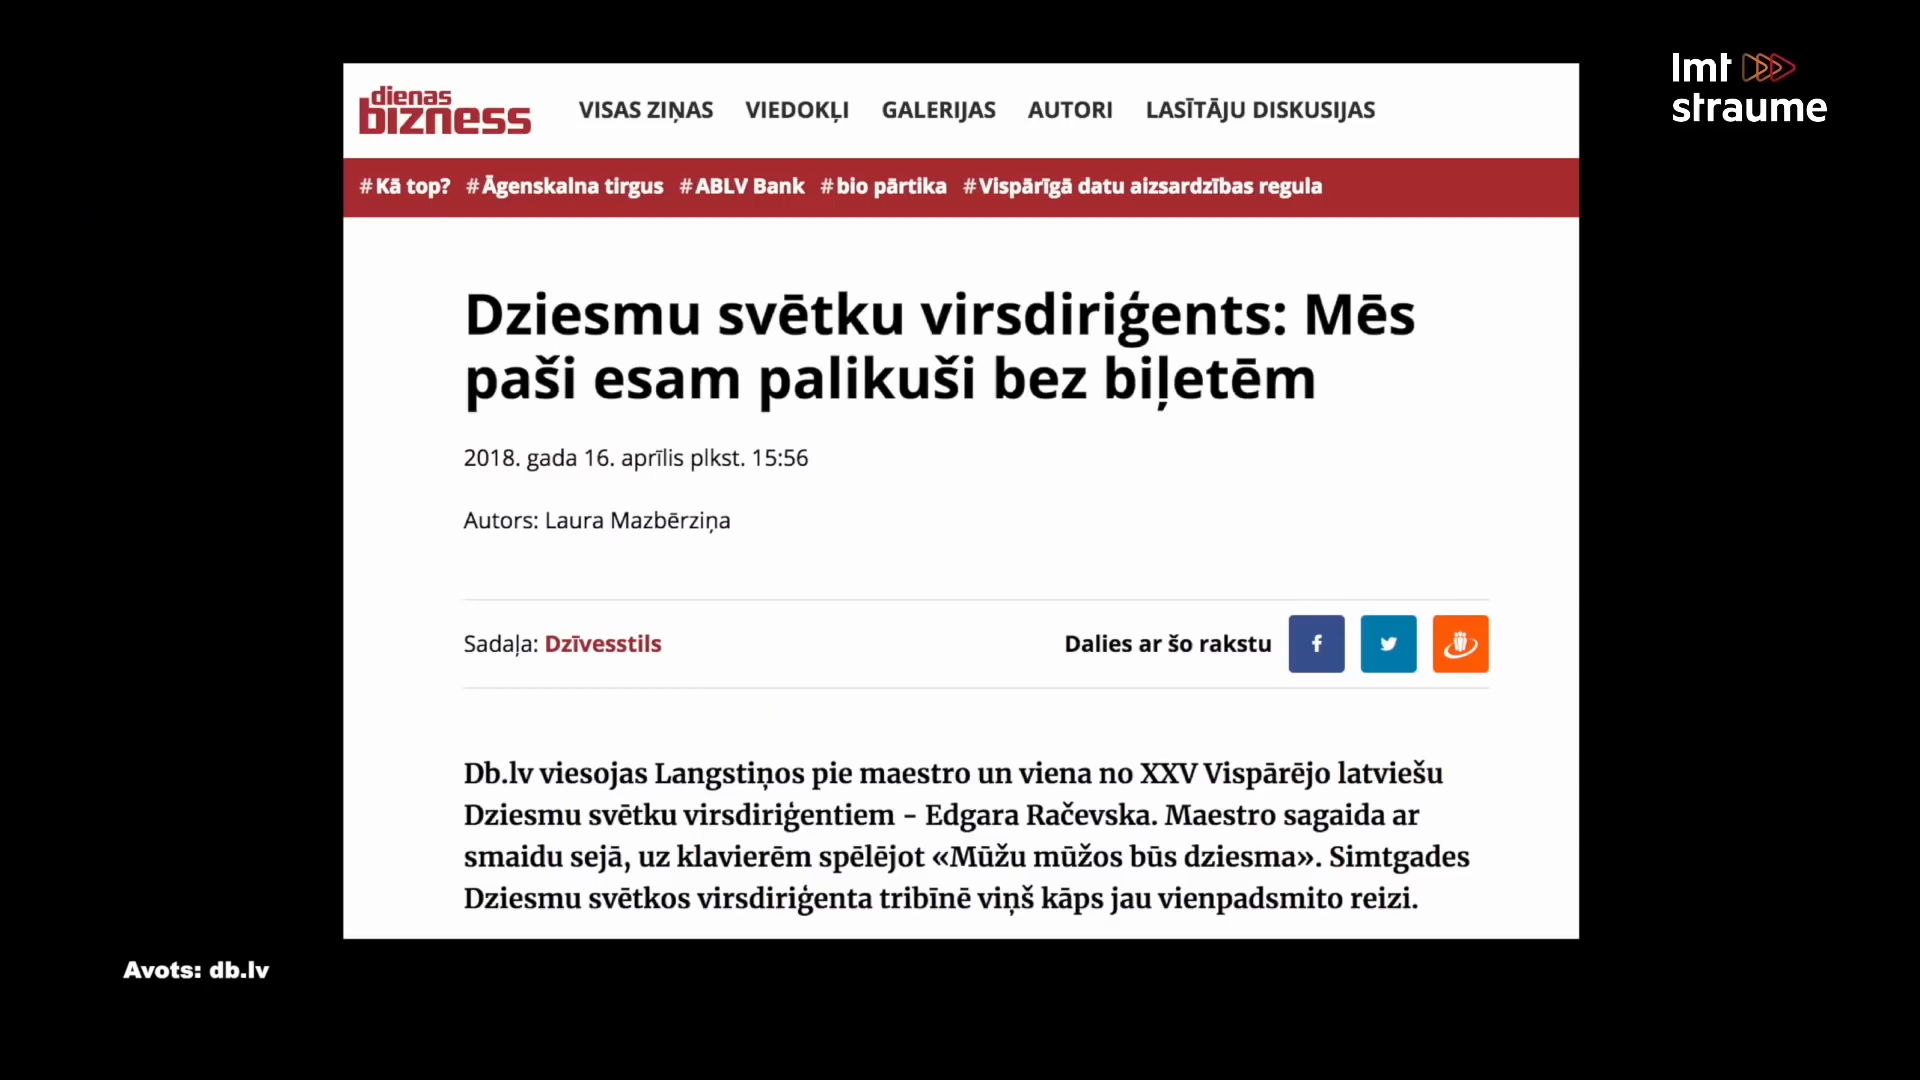 lmt
straume
dienas
bizness
VISAS ZIŅAS VIEDOKĻI GALERIJAS AUTORI LASĪTĀJU DISKUSIJAS
#Kā top? #Āgenskalna tirgus #ABLV Bank #bio pārtika #Vispārīgā datu aizsardzības regula
Dziesmu svētku virsdiriģents: Mēs
paši esam palikuši bez biļetēm
2018. gada 16. aprīlis plkst. 15:56
Autors: Laura Mazbērziņa
Sadaļa: Dzīvesstils Dalies ar šo rakstu
Db.lv viesojas Langstiņos pie maestro un viena no XXV Vispārējo latviešu
Dziesmu svētku virsdiriģentiem - Edgara Račevska. Maestro sagaida ar
smaidu sejā, uz klavierēm spēlējot «Mūžu mūžos būs dziesma». Simtgades
Dziesmu svētkos virsdiriģenta tribīnē viņš kāps jau vienpadsmito reizi.
Avots: db.lv